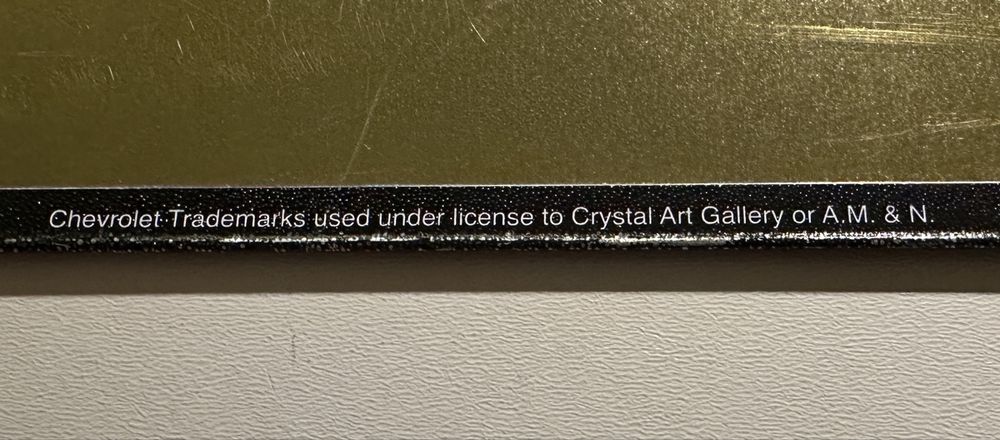 Chevrolet Trademarks used under license to Crystal Art Gallery or A.M. & N.